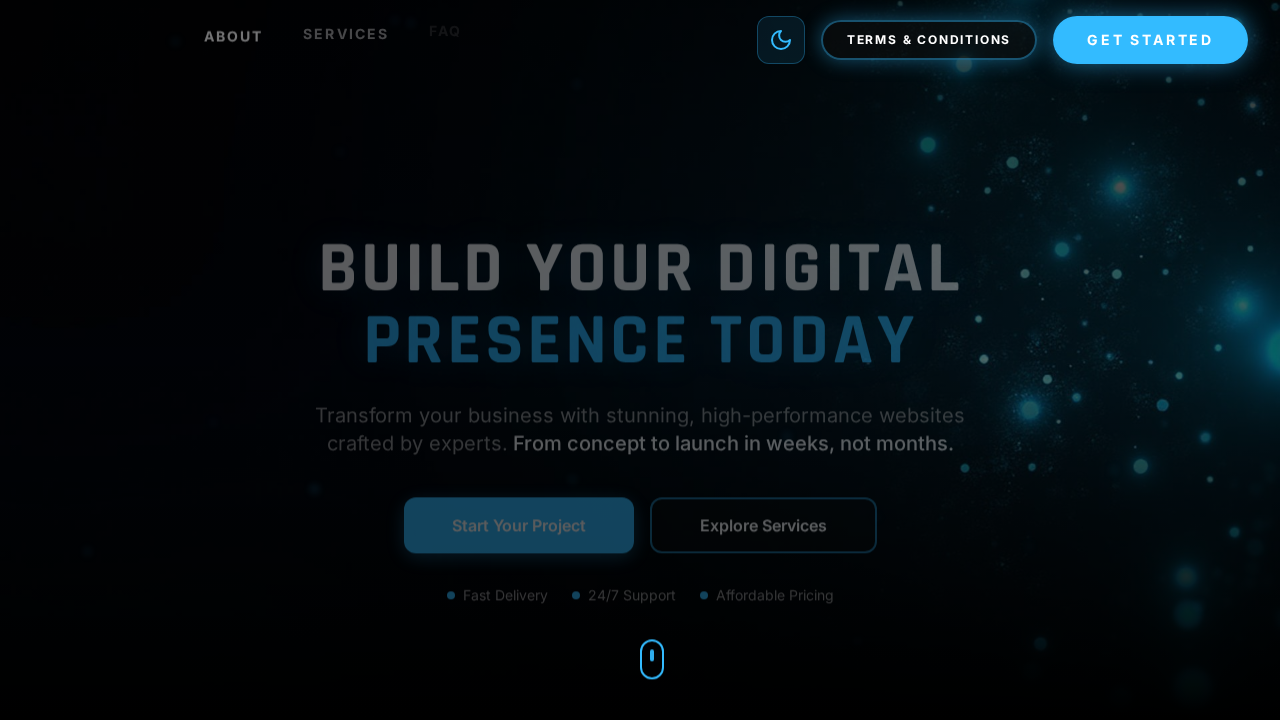 ABOUT
SERVICES
FAQ
TERMS & CONDITIONS
GET STARTED
BUILD YOUR DIGITAL
PRESENCE TODAY
Transform your business with stunning, high-performance websites
crafted by experts. From concept to launch in weeks, not months.
Start Your Project
Explore Services
Fast Delivery
24/7 Support
Affordable Pricing